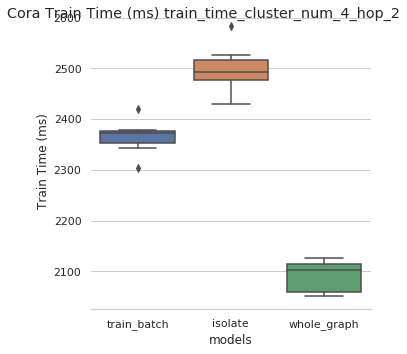 Cora Train Time (ms) train_time_cluster_num_4_hop_2
2600
2500
2400
2300
2200
2100
Train Time (ms)
train_batch isolate whole_graph
models